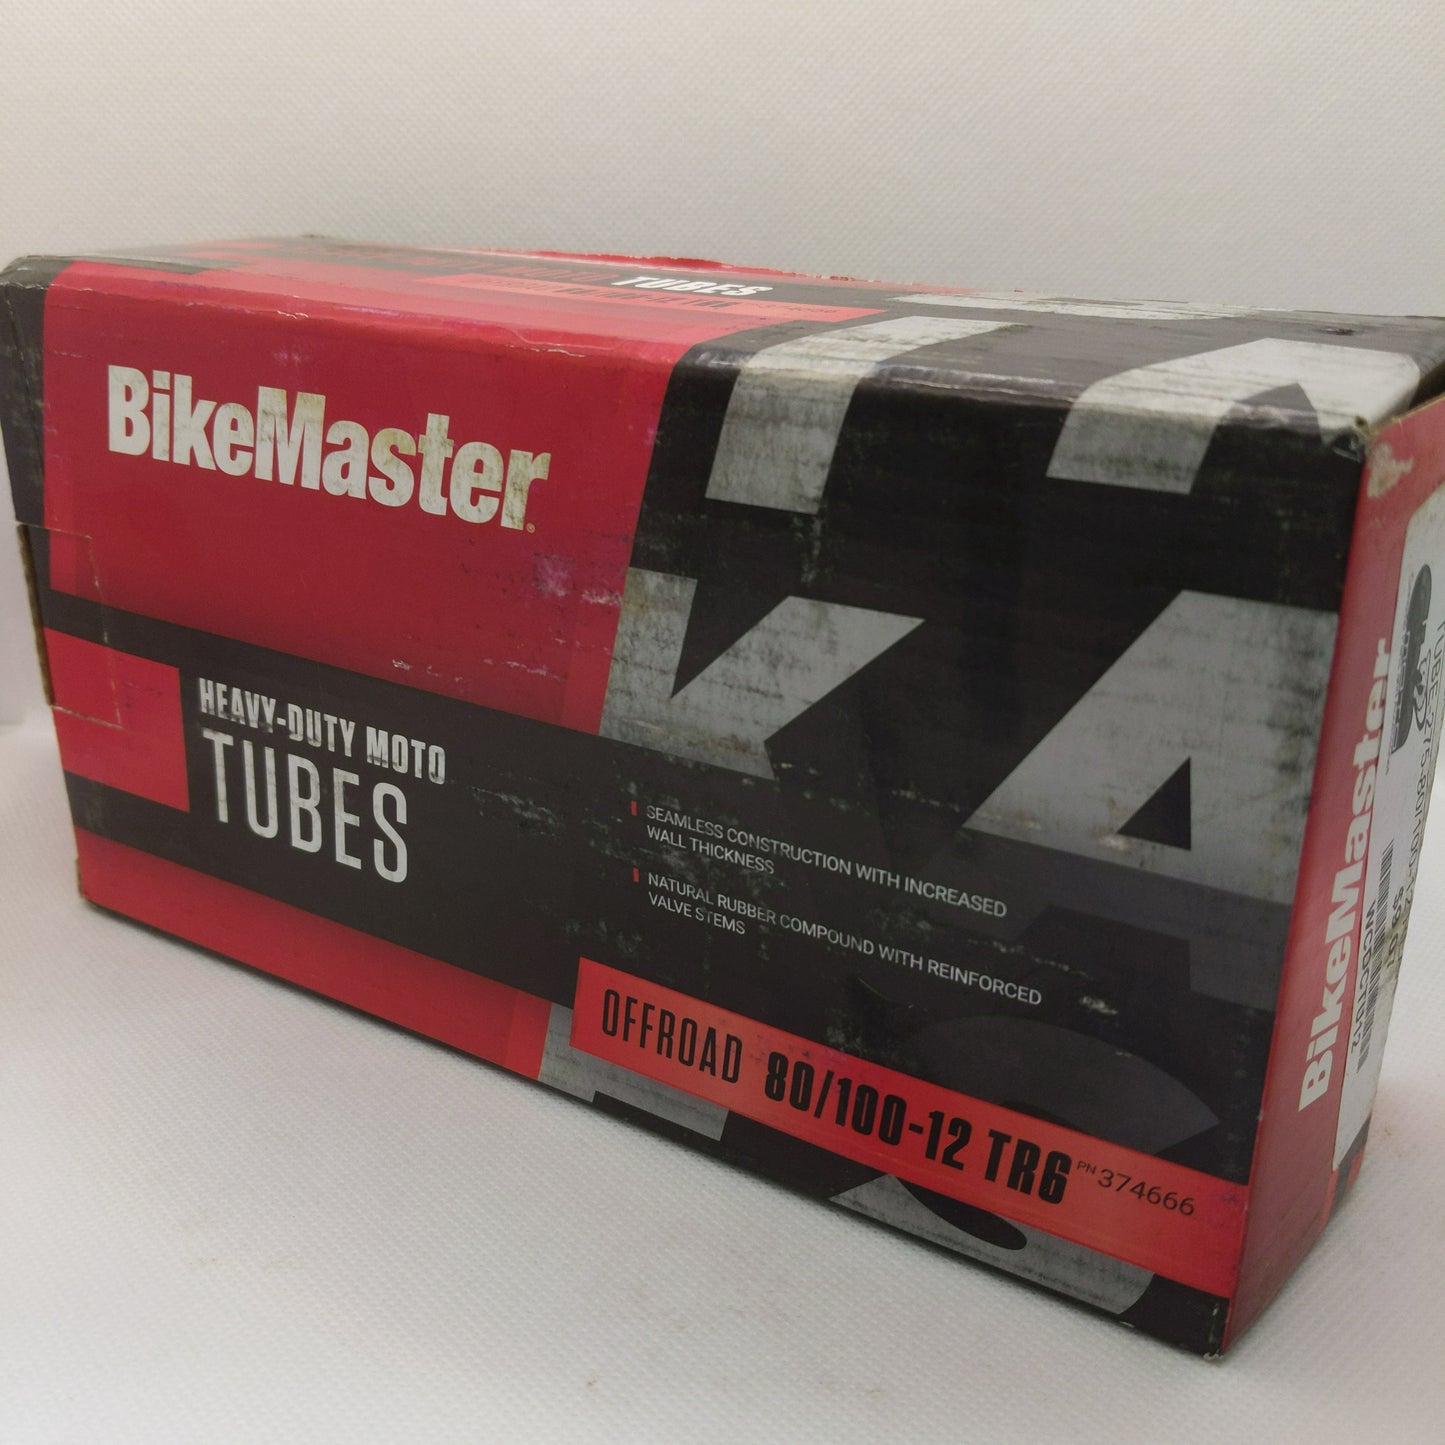 TUBES
BikeMaster
HEAVY-DUTY MOTO
TUBES
SEAMLESS CONSTRUCTION WITH INCREASED
WALL THICKNESS
NATURAL RUBBER COMPOUND WITH REINFORCED
VALVE STEMS
OFFROAD 80/100-12 TR6 PN 374666
BikeMaster